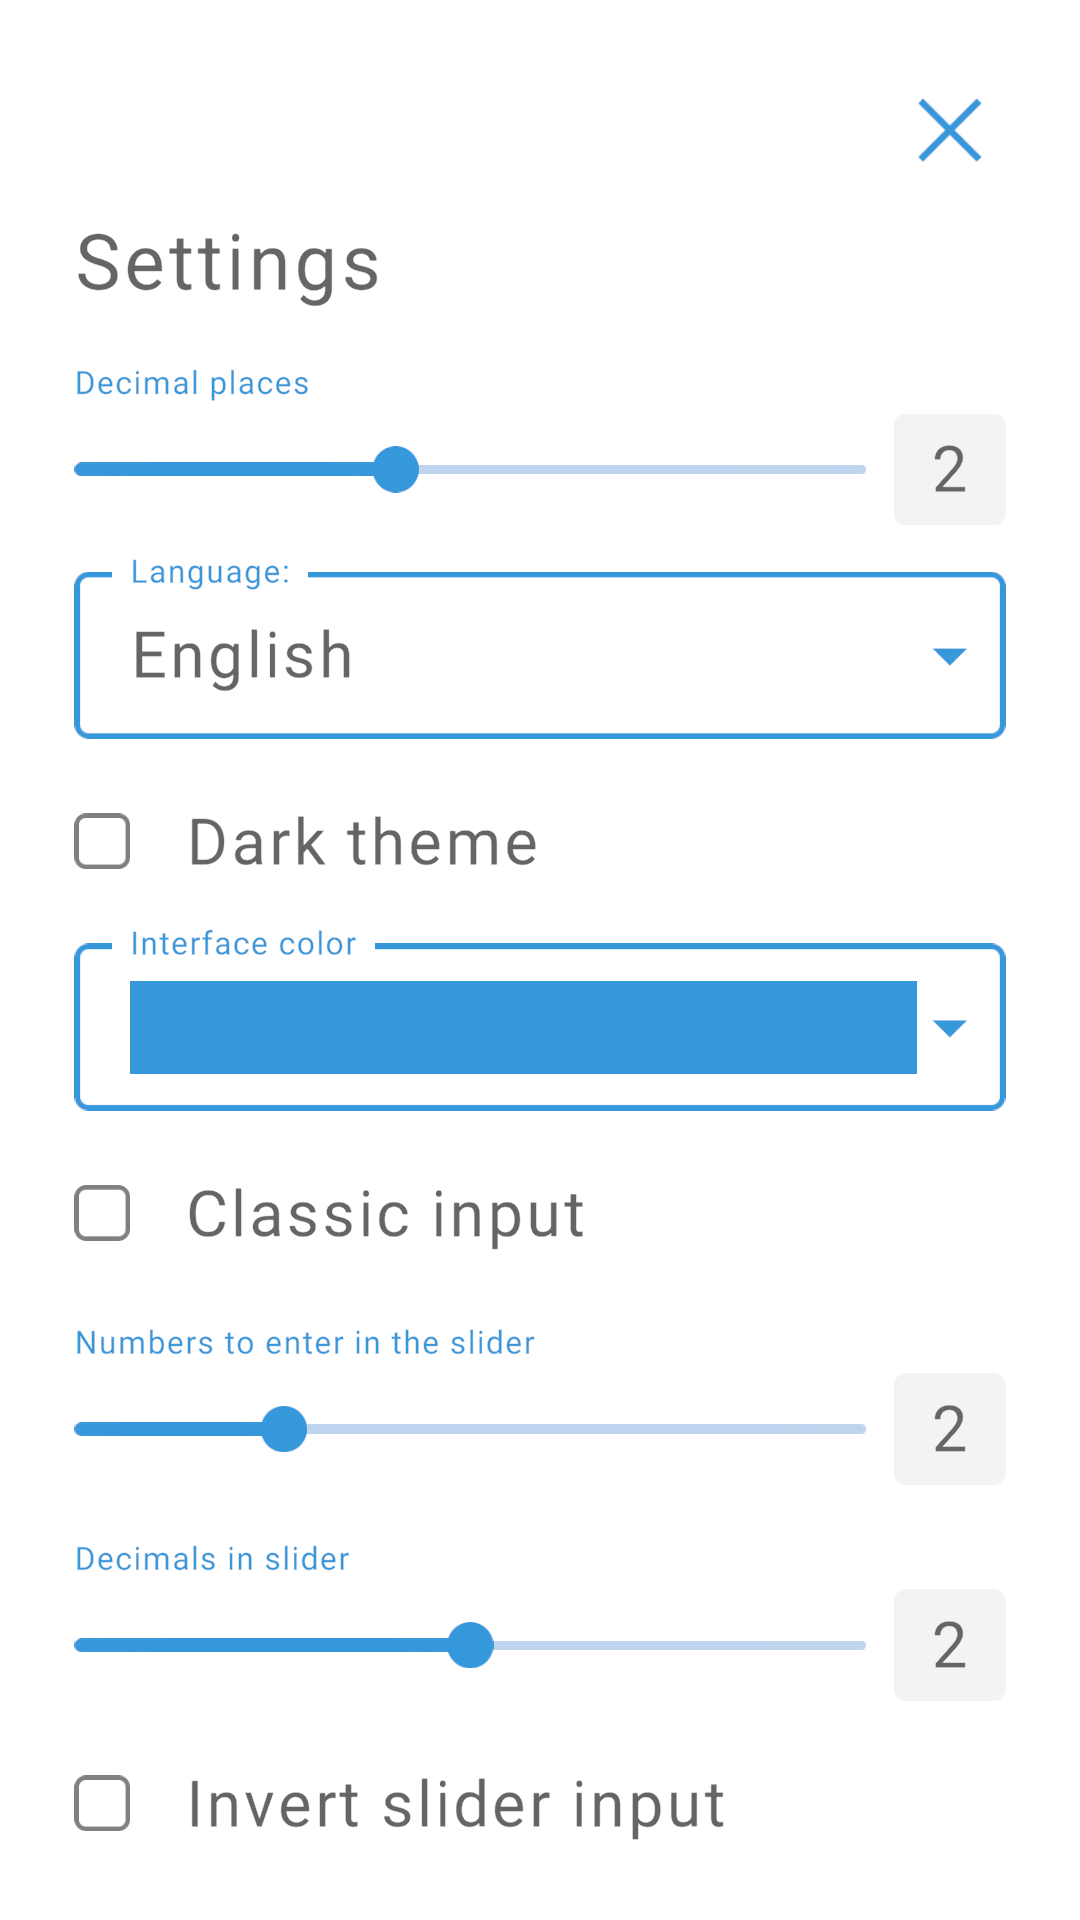 Settings
Decimal places
2
Language:
English
Dark theme
Interface color
Classic input
Numbers to enter in the slider
2
Decimals in slider
2
Invert slider input